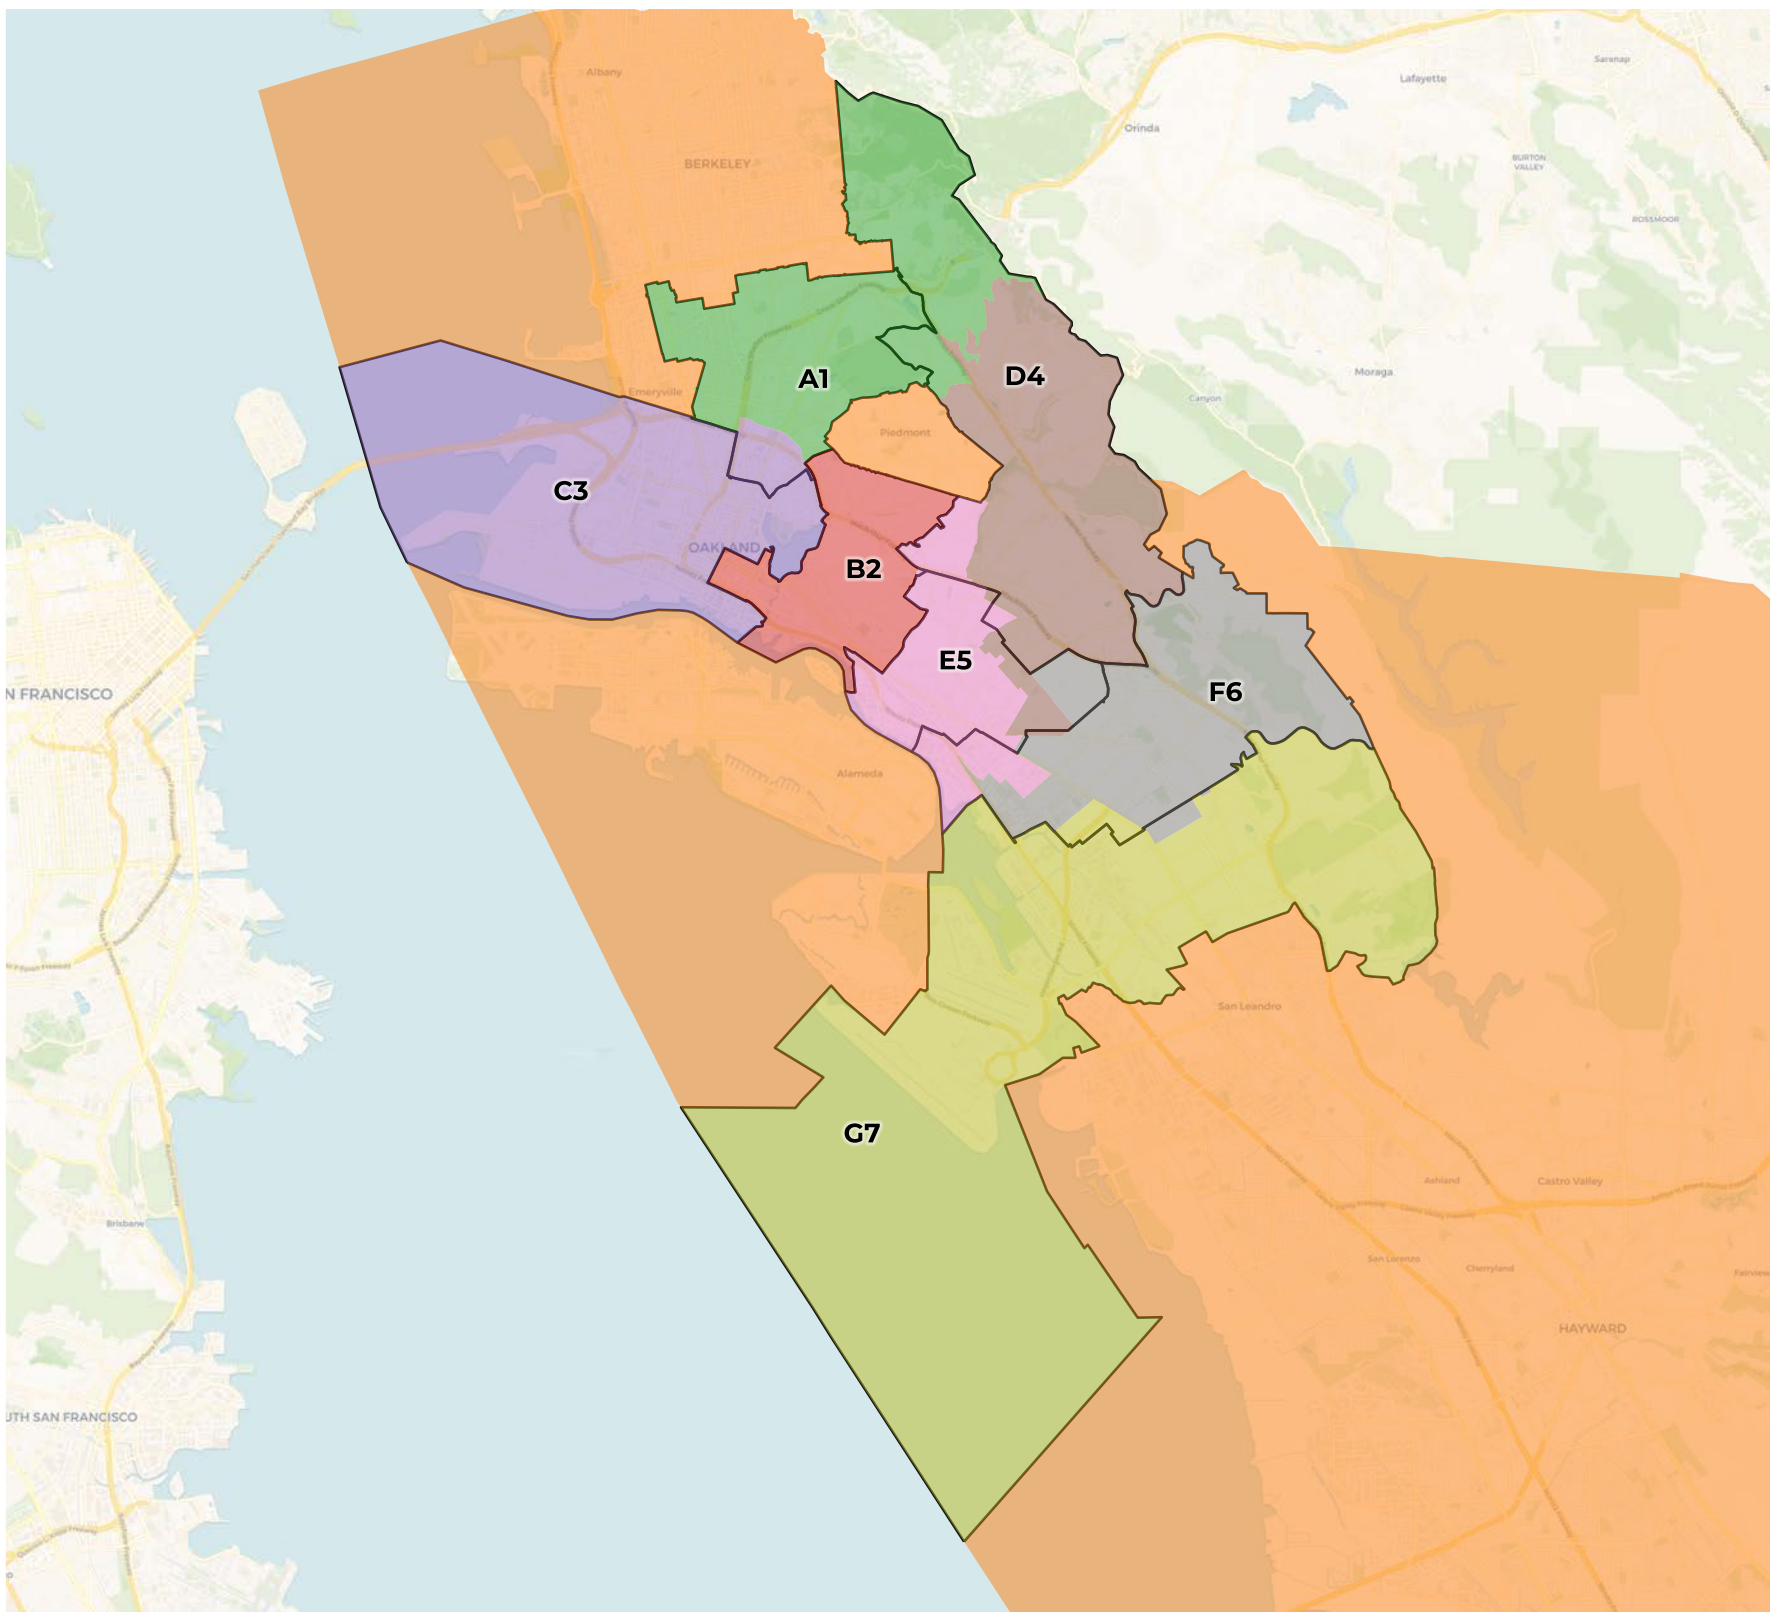 Albany
BERKELEY
Orinda
Lafayette
Saranap
BURTON
VALLEY
ROSSMOOR
Moraga
Canyon
Emeryville
A1
D4
Piedmont
C3
OAKLAND
B2
E5
F6
N FRANCISCO
Alameda
San Leandro
G7
Ashland
Castro Valley
Brisbane
San Lorenzo
Cherryland
Fairview
HAYWARD
UTH SAN FRANCISCO